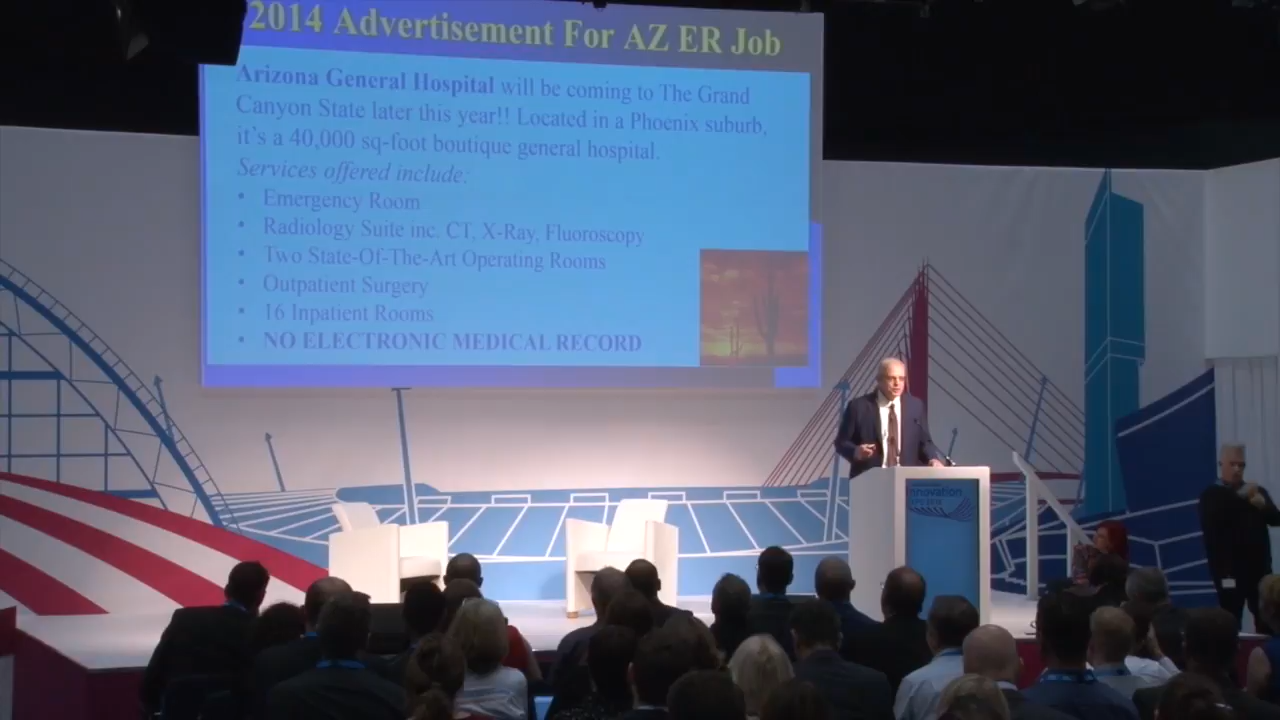 2014 Advertisement For AZ ER Job
Arizona General Hospital will be coming to The Grand
Canyon State later this year!! Located in a Phoenix suburb,
it's a 40,000 sq-foot boutique general hospital.
Services offered include:
• Emergency Room
• Radiology Suite inc. CT, X-Ray, Fluoroscopy
• Two State-Of-The-Art Operating Rooms
• Outpatient Surgery
• 16 Inpatient Rooms
• NO ELECTRONIC MEDICAL RECORD
Innovation